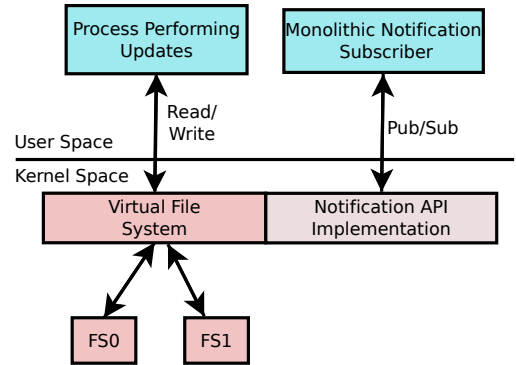 Process Performing
Updates
Monolithic Notification
Subscriber
Read/
Write
Pub/Sub
User Space
Kernel Space
Virtual File
System
Notification API
Implementation
FS0
FS1